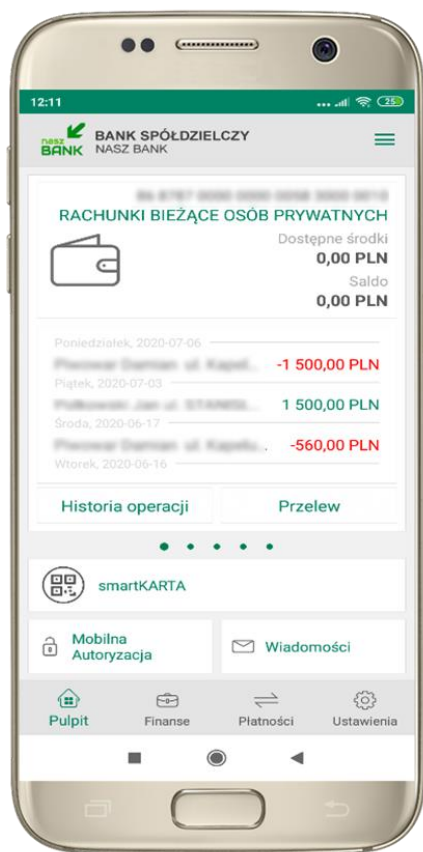 12:11
25
nasz BANK
BANK SPÓŁDZIELCZY
NASZ BANK
RACHUNKI BIEŻĄCE OSÓB PRYWATNYCH
Dostępne środki
0,00 PLN
Saldo
0,00 PLN
Poniedziałek, 2020-07-06
-1 500,00 PLN
Piątek, 2020-07-03
1 500,00 PLN
Środa, 2020-06-17
-560,00 PLN
Wtorek, 2020-06-16
Historia operacji Przelew
smartKARTA
Mobilna
Autoryzacja
Wiadomości
Pulpit Finanse Płatności Ustawienia